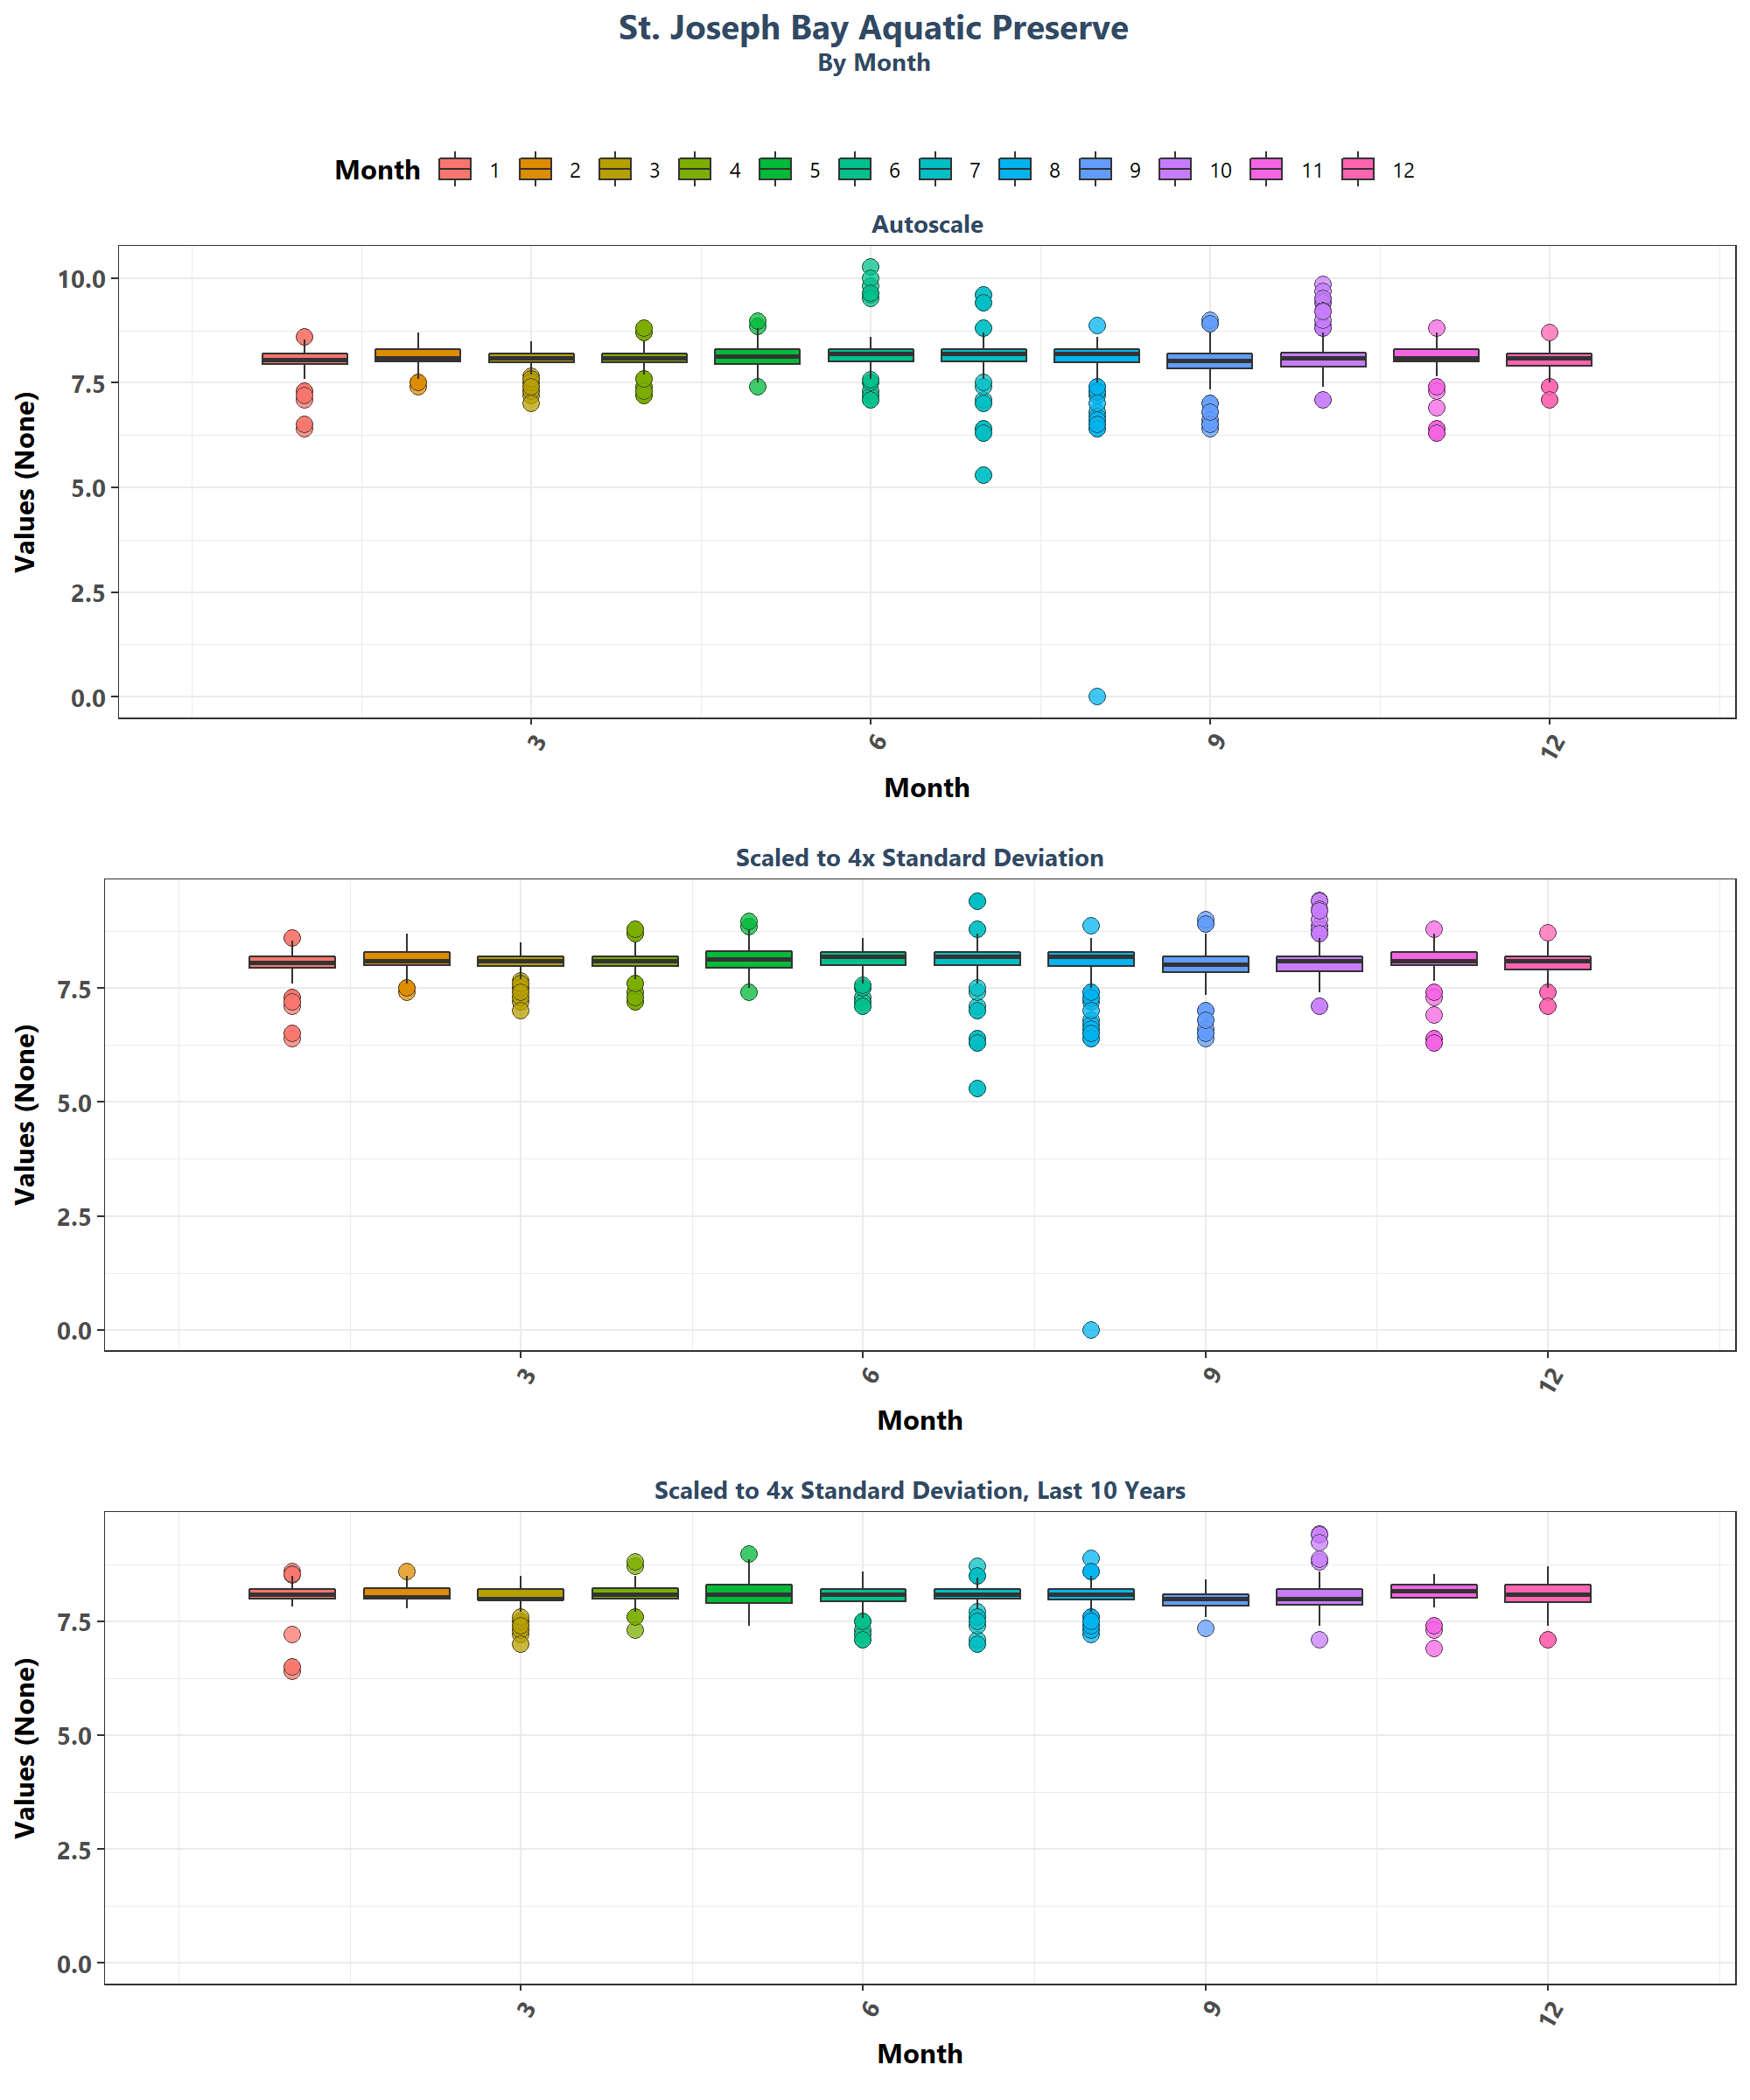 St. Joseph Bay Aquatic Preserve
By Month
Month 1 2 3 4 5 6 7 8 9 10 11 12
Autoscale
Values (None)
10.0
7.5
5.0
2.5
0.0
3 6 9 12
Month
Scaled to 4x Standard Deviation
Values (None)
7.5
5.0
2.5
0.0
3 6 9 12
Month
Scaled to 4x Standard Deviation, Last 10 Years
Values (None)
7.5
5.0
2.5
0.0
3 6 9 12
Month